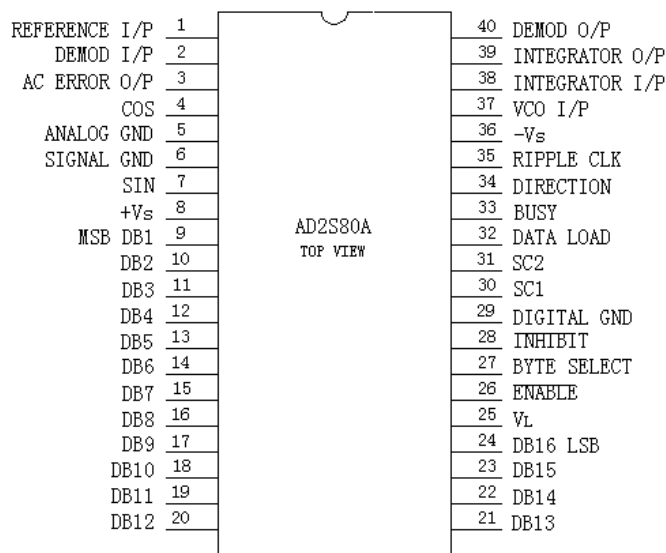 REFERENCE I/P 1
DEMOD I/P 2
AC ERROR O/P 3
COS 4
ANALOG GND 5
SIGNAL GND 6
SIN 7
+Vs 8
MSB DB1 9
DB2 10
DB3 11
DB4 12
DB5 13
DB6 14
DB7 15
DB8 16
DB9 17
DB10 18
DB11 19
DB12 20
AD2S80A
TOP VIEW
40 DEMOD O/P
39 INTEGRATOR O/P
38 INTEGRATOR I/P
37 VCO I/P
36 -Vs
35 RIPPLE CLK
34 DIRECTION
33 BUSY
32 DATA LOAD
31 SC2
30 SC1
29 DIGITAL GND
28 INHIBIT
27 BYTE SELECT
26 ENABLE
25 VL
24 DB16 LSB
23 DB15
22 DB14
21 DB13